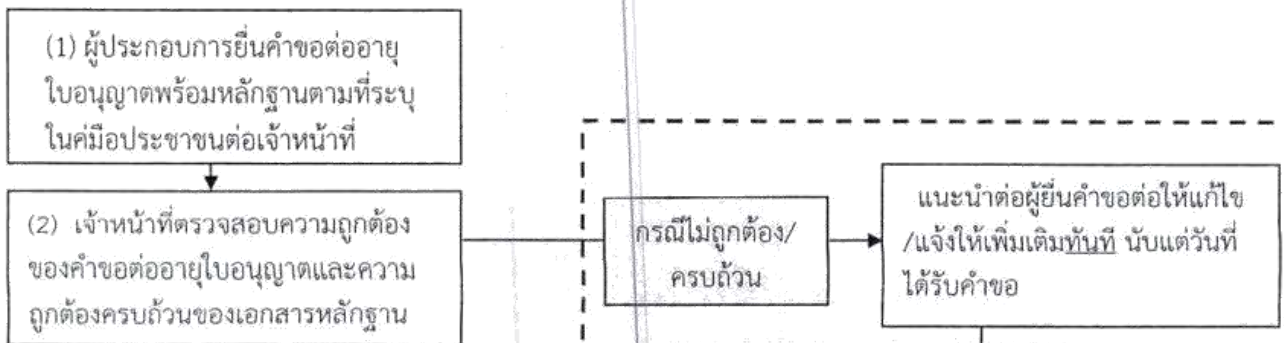 (1) ผู้ประกอบการยื่นคำขอต่ออายุ
ใบอนุญาตพร้อมหลักฐานตามที่ระบุ
ในคู่มือประชาชนต่อเจ้าหน้าที่
(2) เจ้าหน้าที่ตรวจสอบความถูกต้อง
ของคำขอต่ออายุใบอนุญาตและความ
ถูกต้องครบถ้วนของเอกสารหลักฐาน
กรณีไม่ถูกต้อง/
ครบถ้วน
แนะนำต่อผู้ยื่นคำขอต่อให้แก้ไข
/แจ้งให้เพิ่มเติมทันที นับแต่วันที่
ได้รับคำขอ